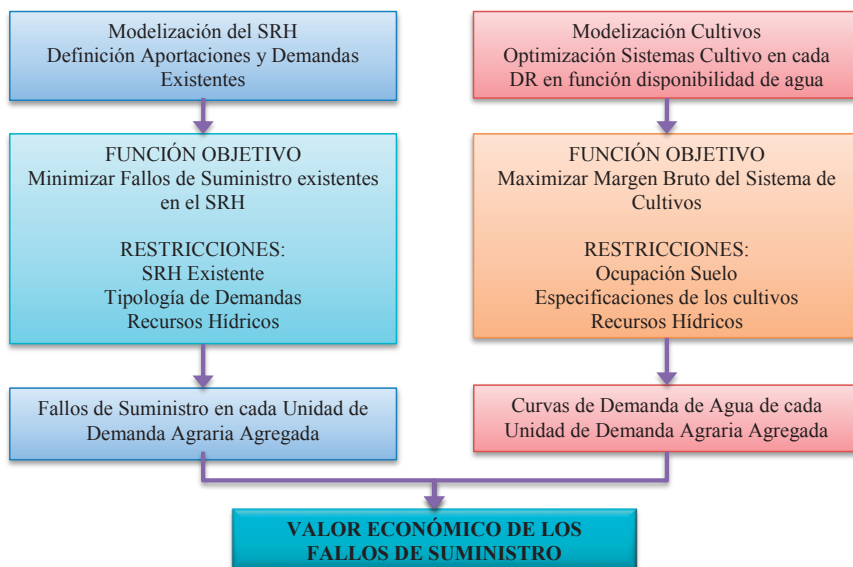 Modelización del SRH
Definición Aportaciones y Demandas
Existentes
FUNCIÓN OBJETIVO
Minimizar Fallos de Suministro existentes
en el SRH
RESTRICCIONES:
SRH Existente
Tipología de Demandas
Recursos Hídricos
Fallos de Suministro en cada Unidad de
Demanda Agraria Agregada
Modelización Cultivos
Optimización Sistemas Cultivo en cada
DR en función disponibilidad de agua
FUNCIÓN OBJETIVO
Maximizar Margen Bruto del Sistema de
Cultivos
RESTRICCIONES:
Ocupación Suelo
Especificaciones de los cultivos
Recursos Hídricos
Curvas de Demanda de Agua de cada
Unidad de Demanda Agraria Agregada
VALOR ECONÓMICO DE LOS
FALLOS DE SUMINISTRO